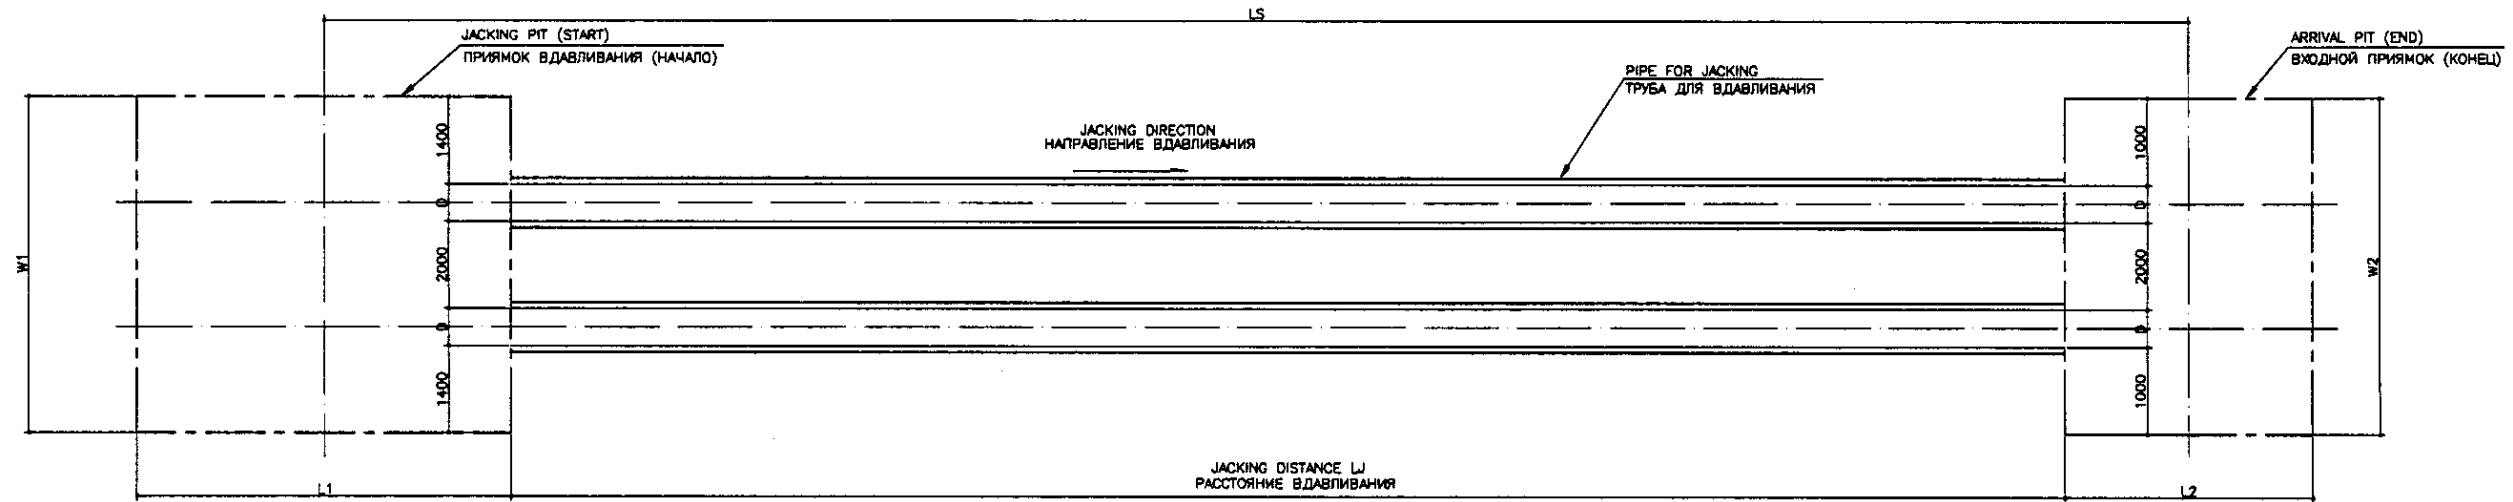 LS
JACKING PIT (START)
ПРИЯМОК ВДАВЛИВАНИЯ (НАЧАЛО)
ARRIVAL PIT (END)
ВХОДНОЙ ПРИЯМОК (КОНЕЦ)
PIPE FOR JACKING
ТРУБА ДЛЯ ВДАВЛИВАНИЯ
JACKING DIRECTION
НАПРАВЛЕНИЕ ВДАВЛИВАНИЯ
1400
D
2000
D
1400
W1
1000
D
2000
D
1000
W2
JACKING DISTANCE LJ
РАССТОЯНИЕ ВДАВЛИВАНИЯ
L1
L2